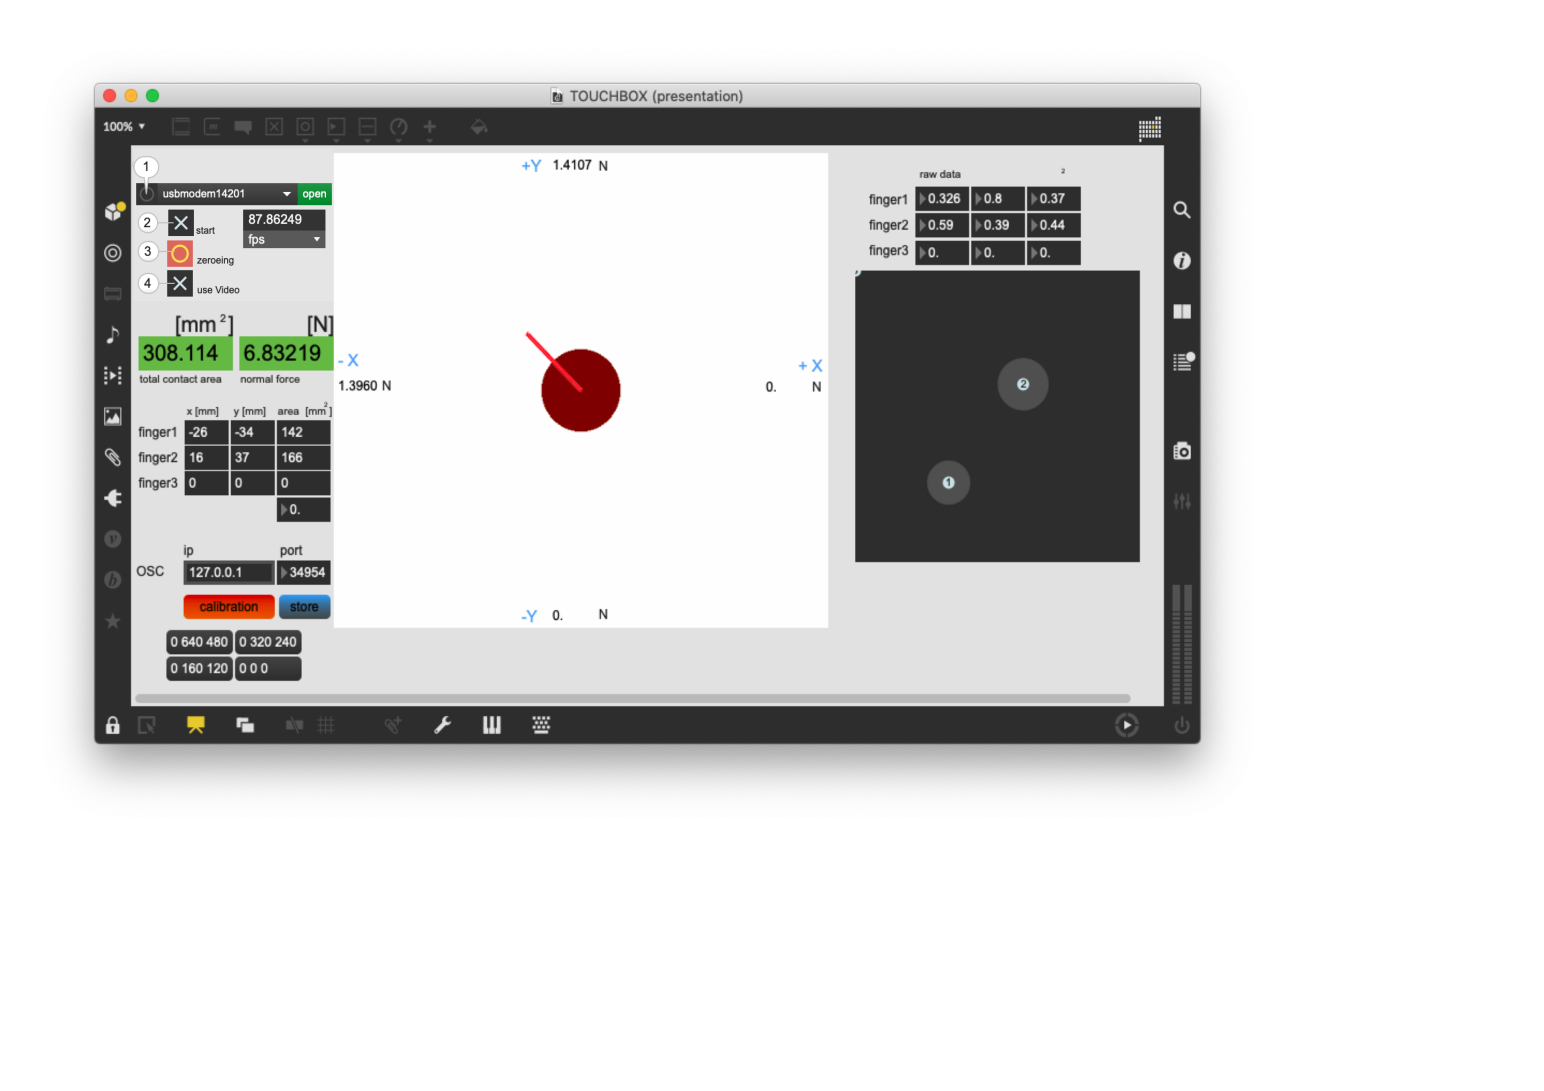 TOUCHBOX (presentation)
100%
1
usbmodem14201 open
2 start 87.86249
fps
3 zeroeing
4 use Video
[mm 2] [N]
308.114 6.83219
total contact area normal force
x [mm] y [mm] area [mm2]
finger1 -26 -34 142
finger2 16 37 166
finger3 0 0 0
0.
ip port
OSC 127.0.0.1 34954
calibration store
0 640 480 0 320 240
0 160 120 0 0 0
+Y 1.4107 N
- X
1.3960 N
+ X
0. N
-Y 0. N
raw data 2
finger1 0.326 0.8 0.37
finger2 0.59 0.39 0.44
finger3 0. 0. 0.
2
1